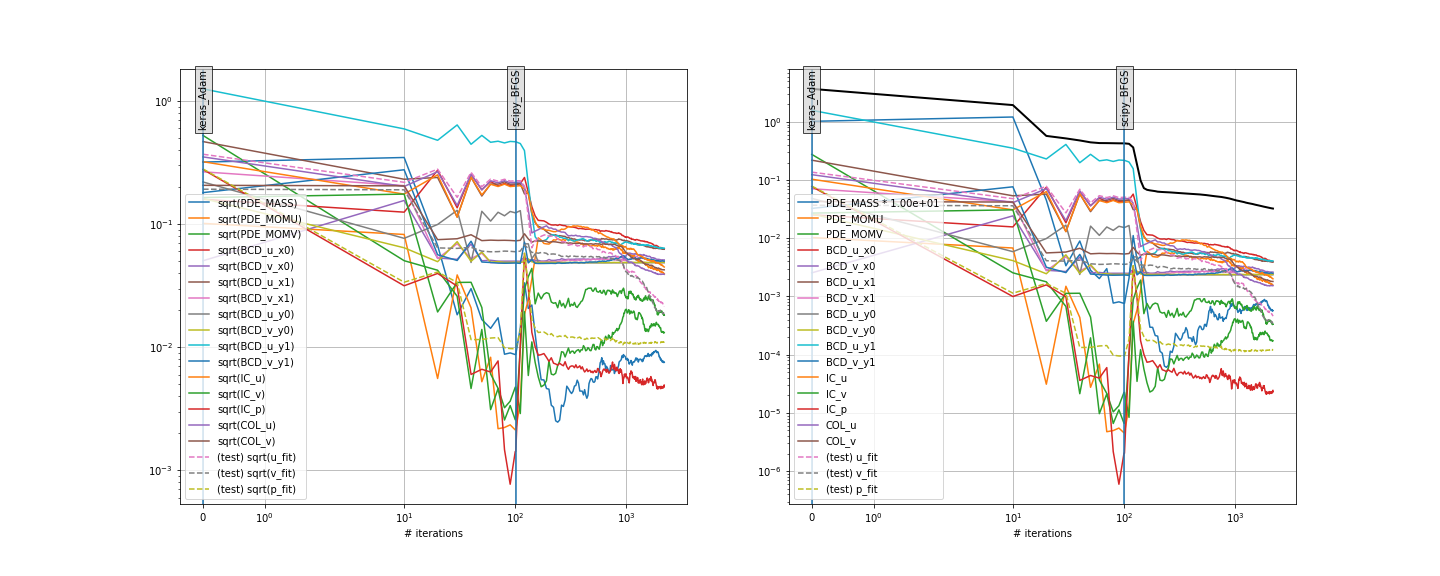 keras_Adam
scipy_BFGS
10⁰
10⁻¹
10⁻²
10⁻³
sqrt(PDE_MASS)
sqrt(PDE_MOMU)
sqrt(PDE_MOMV)
sqrt(BCD_u_x0)
sqrt(BCD_v_x0)
sqrt(BCD_u_x1)
sqrt(BCD_v_x1)
sqrt(BCD_u_y0)
sqrt(BCD_v_y0)
sqrt(BCD_u_y1)
sqrt(BCD_v_y1)
sqrt(IC_u)
sqrt(IC_v)
sqrt(IC_p)
sqrt(COL_u)
sqrt(COL_v)
(test) sqrt(u_fit)
(test) sqrt(v_fit)
(test) sqrt(p_fit)
0 10⁰ 10¹ 10² 10³
# iterations
keras_Adam
scipy_BFGS
10⁰
10⁻¹
10⁻²
10⁻³
10⁻⁴
10⁻⁵
10⁻⁶
PDE_MASS * 1.00e+01
PDE_MOMU
PDE_MOMV
BCD_u_x0
BCD_v_x0
BCD_u_x1
BCD_v_x1
BCD_u_y0
BCD_v_y0
BCD_u_y1
BCD_v_y1
IC_u
IC_v
IC_p
COL_u
COL_v
(test) u_fit
(test) v_fit
(test) p_fit
0 10⁰ 10¹ 10² 10³
# iterations